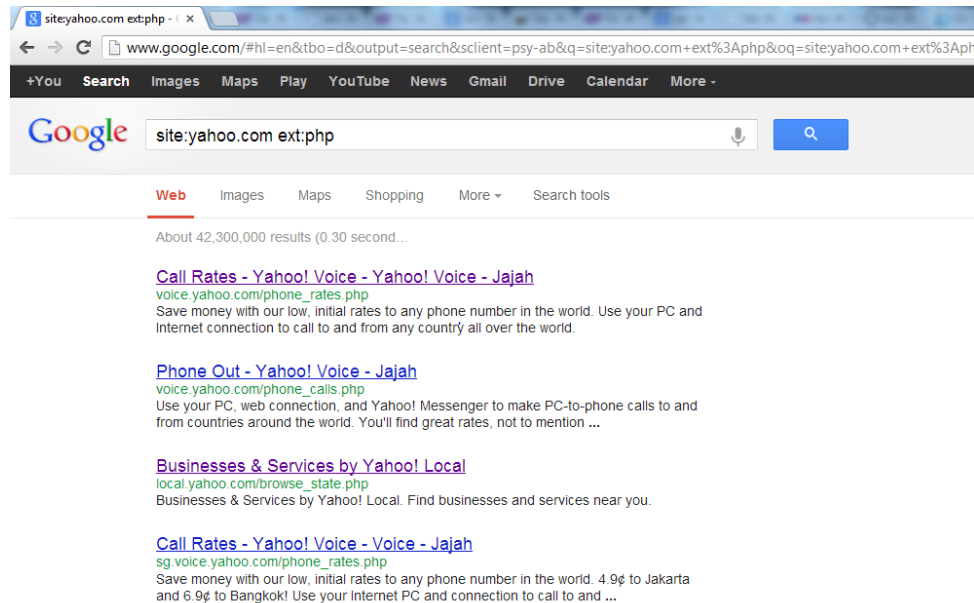 site:yahoo.com ext:php - (
www.google.com/#hl=en&tbo=d&output=search&sclient=psy-ab&q=site:yahoo.com+ext%3Aphp&oq=site:yahoo.com+ext%3Aph
+You Search Images Maps Play YouTube News Gmail Drive Calendar More
Google site:yahoo.com ext:php
Web Images Maps Shopping More Search tools
About 42,300,000 results (0.30 second...
Call Rates - Yahoo! Voice - Yahoo! Voice - Jajah
voice.yahoo.com/phone_rates.php
Save money with our low, initial rates to any phone number in the world. Use your PC and
Internet connection to call to and from any country all over the world.
Phone Out - Yahoo! Voice - Jajah
voice.yahoo.com/phone_calls.php
Use your PC, web connection, and Yahoo! Messenger to make PC-to-phone calls to and
from countries around the world. You'll find great rates, not to mention ...
Businesses & Services by Yahoo! Local
local.yahoo.com/browse_state.php
Businesses & Services by Yahoo! Local. Find businesses and services near you.
Call Rates - Yahoo! Voice - Voice - Jajah
sg.voice.yahoo.com/phone_rates.php
Save money with our low, initial rates to any phone number in the world. 4.9¢ to Jakarta
and 6.9¢ to Bangkok! Use your Internet PC and connection to call to and ...